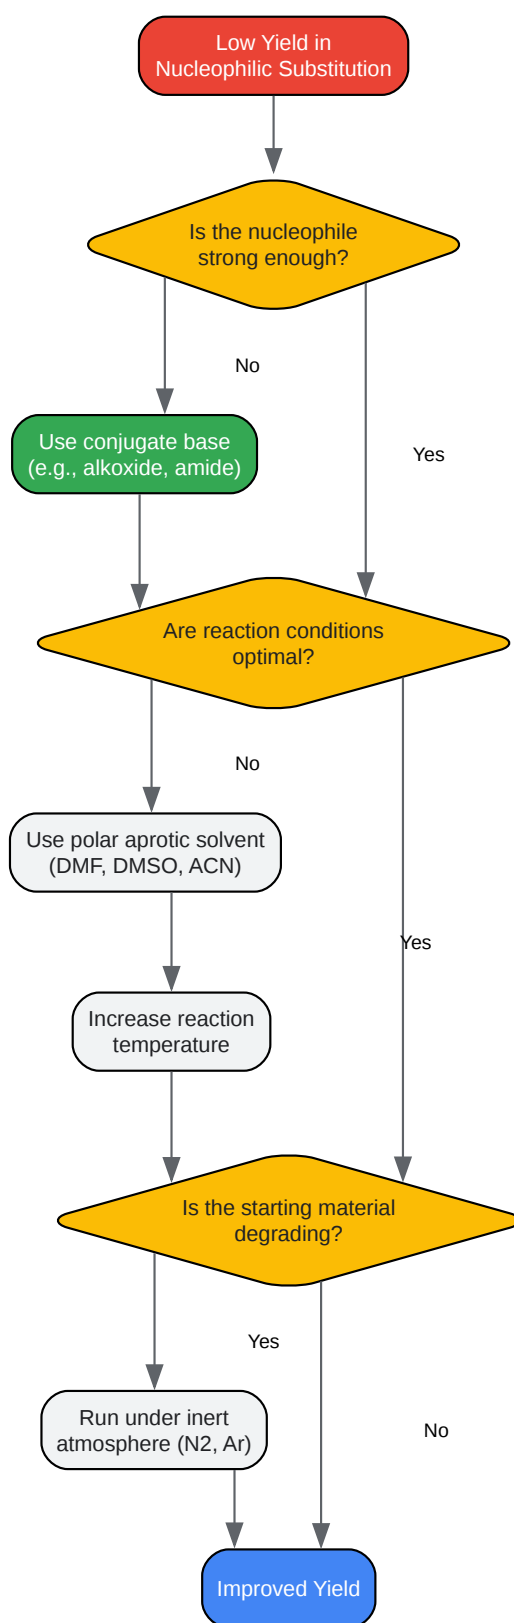 Low Yield in
Nucleophilic Substitution
Is the nucleophile
strong enough?
No
Use conjugate base
(e.g., alkoxide, amide)
Yes
Are reaction conditions
optimal?
No
Use polar aprotic solvent
(DMF, DMSO, ACN)
Yes
Increase reaction
temperature
Is the starting material
degrading?
Yes
Run under inert
atmosphere (N2, Ar)
No
Improved Yield